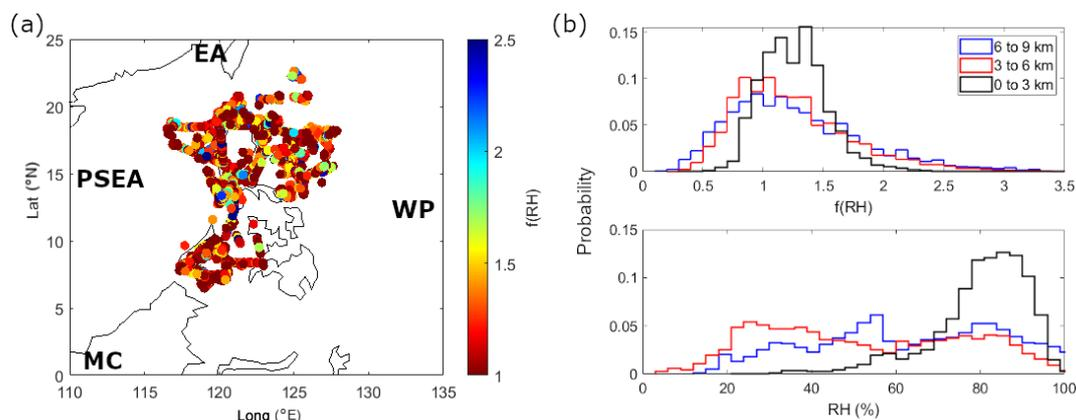 (a)
25
20
15
10
5
0
Lat (°N)
110
115
120
125
130
135
Long (°E)
EA
PSEA
WP
MC
2.5
2
1.5
1
f(RH)
(b)
Probability
0.15
0.1
0.05
0
0
0.5
1
1.5
2
2.5
3
3.5
f(RH)
6 to 9 km
3 to 6 km
0 to 3 km
0.15
0.1
0.05
0
0
20
40
60
80
100
RH (%)